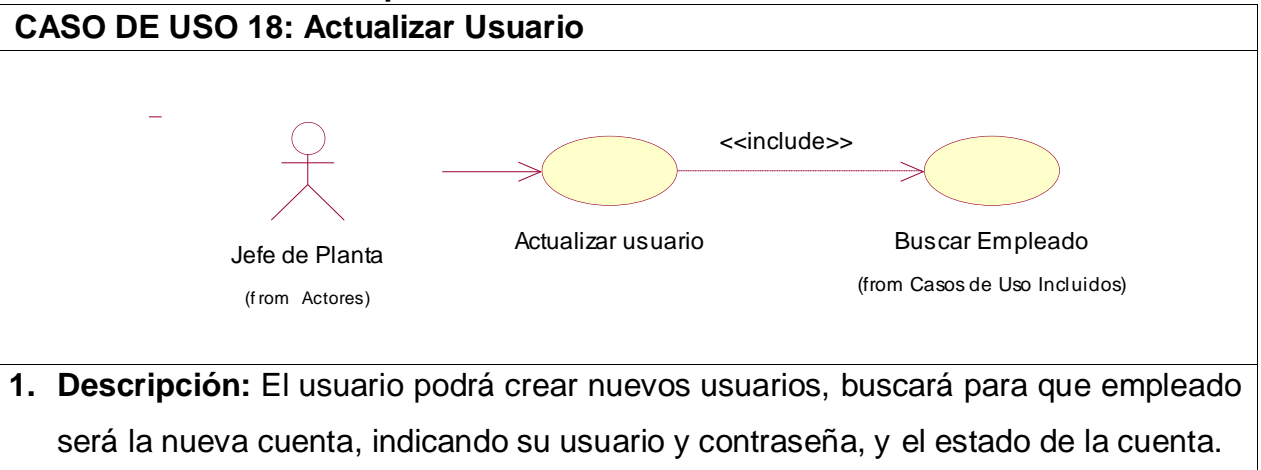 CASO DE USO 18: Actualizar Usuario
<<include>>
Jefe de Planta
(from Actores)
Actualizar usuario
Buscar Empleado
(from Casos de Uso Incluidos)
1. Descripción: El usuario podrá crear nuevos usuarios, buscará para que empleado
será la nueva cuenta, indicando su usuario y contraseña, y el estado de la cuenta.